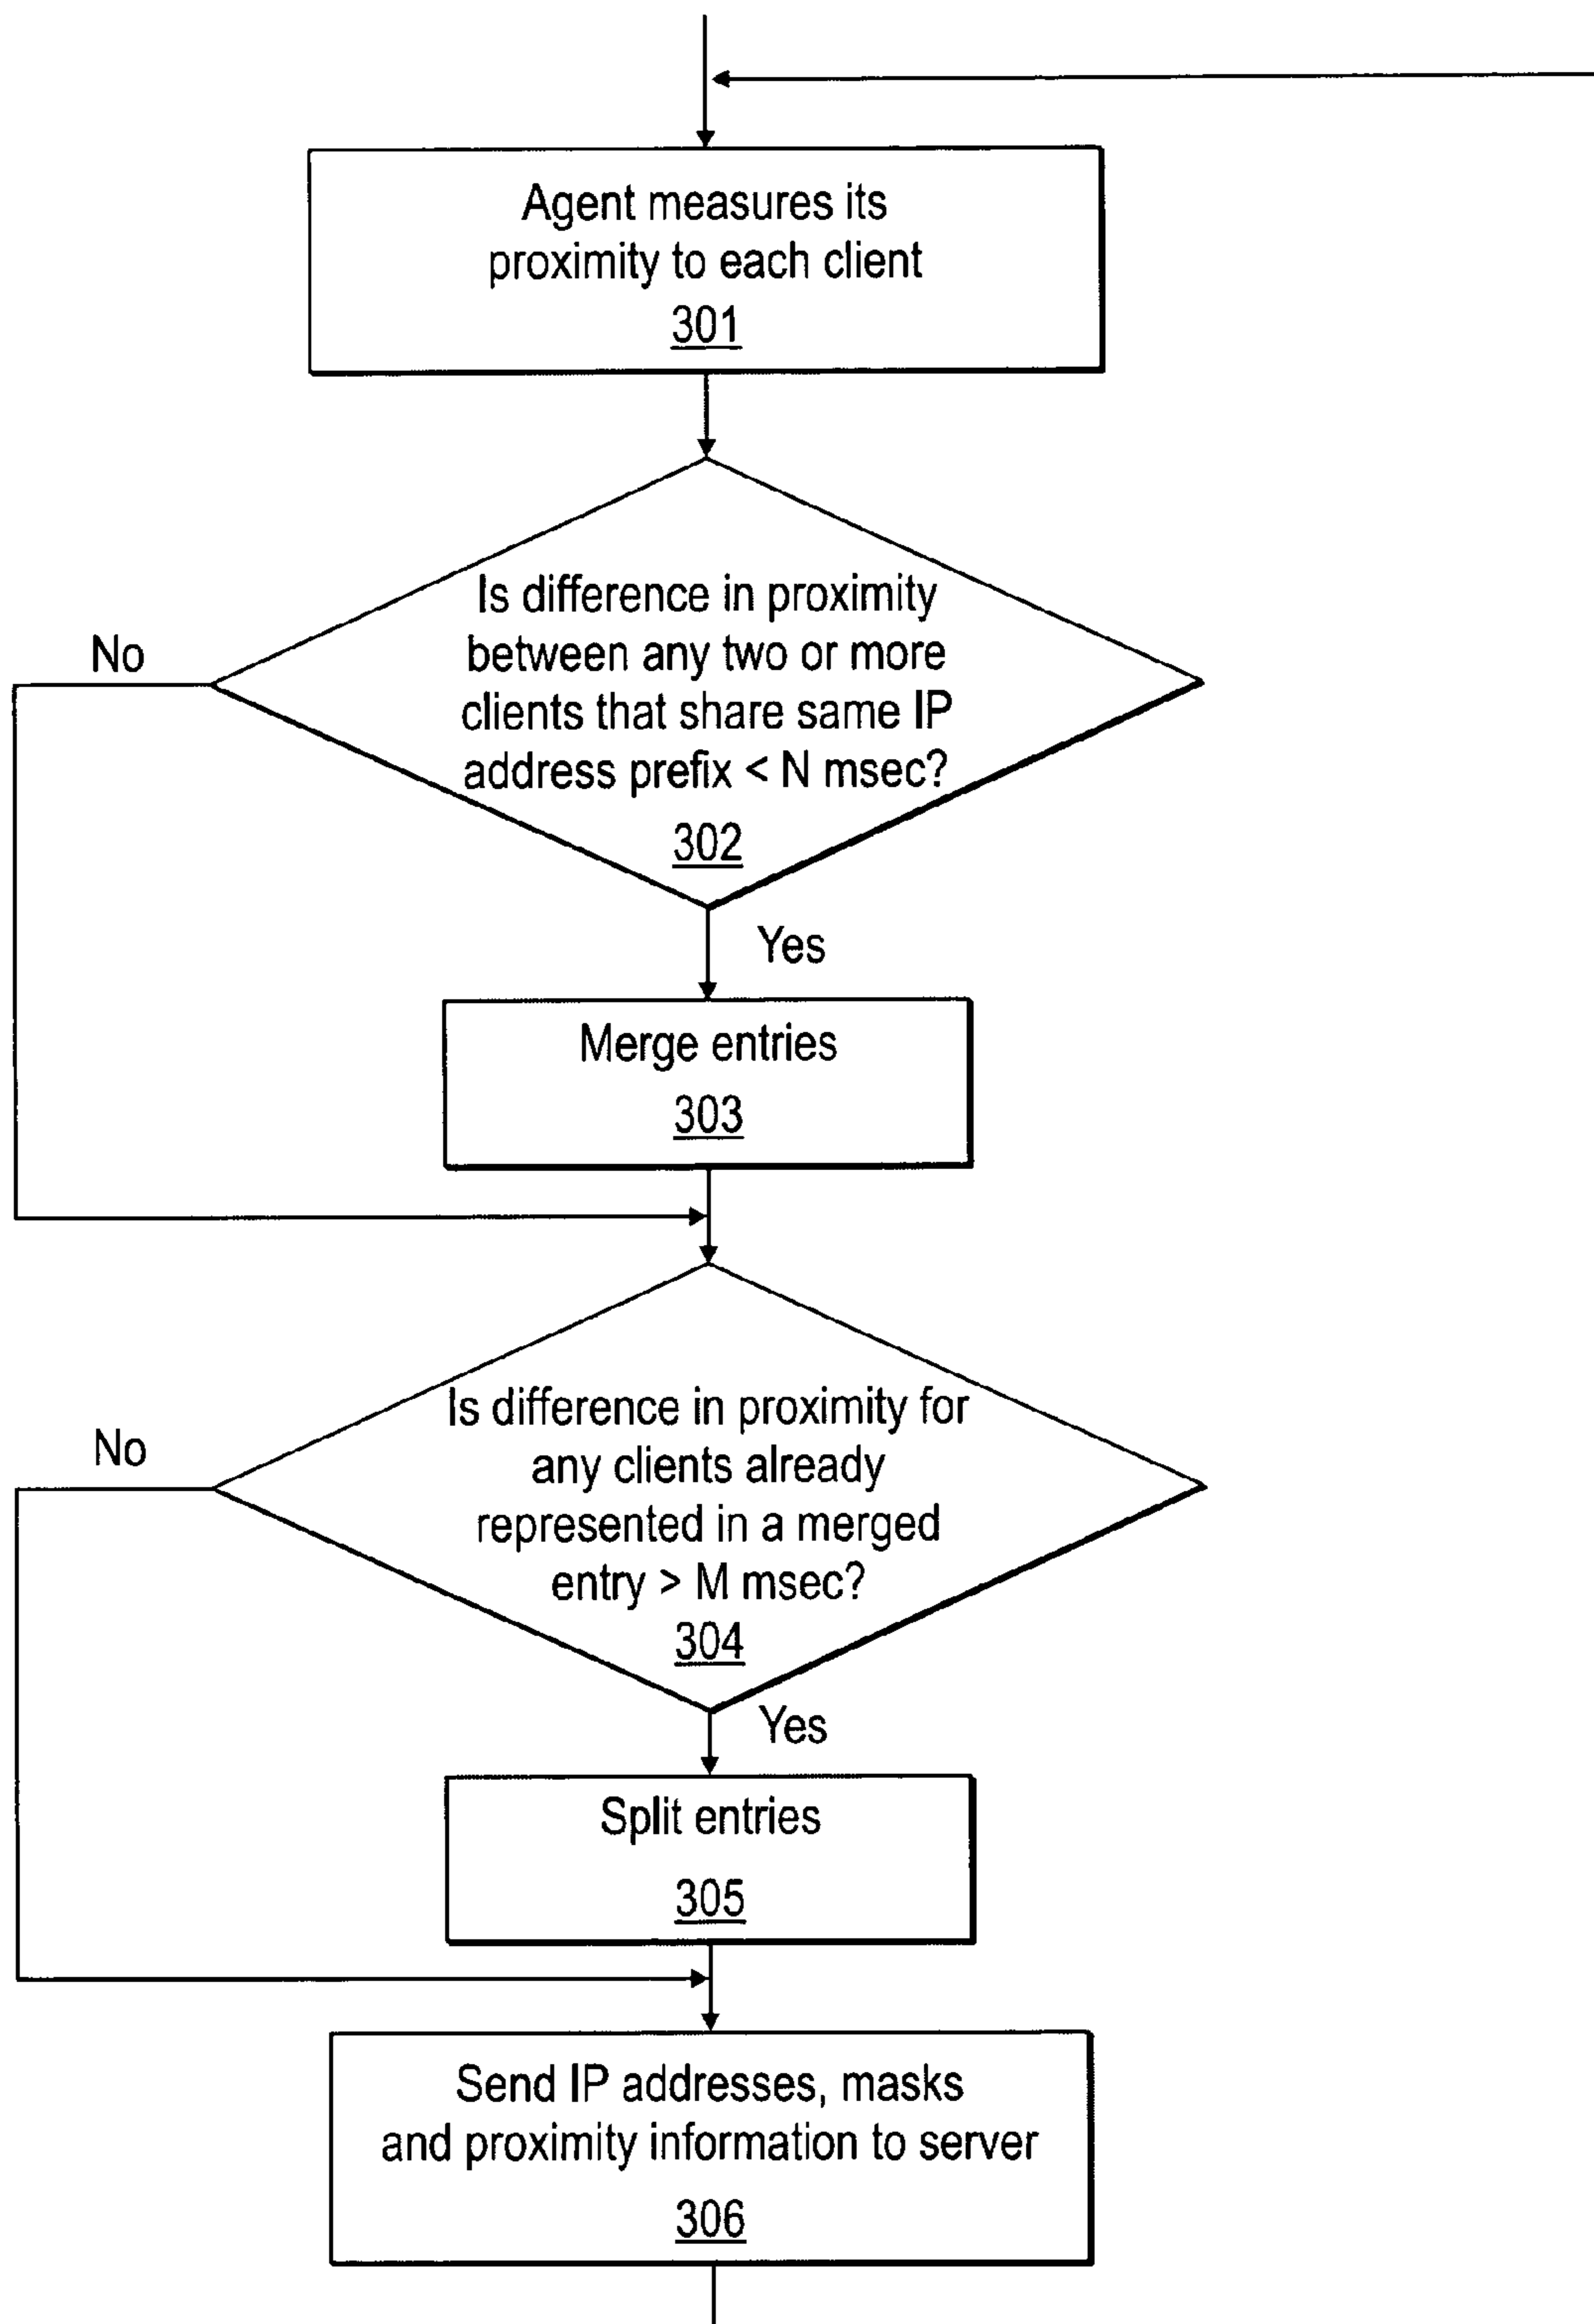 Agent measures its
proximity to each client
301
Is difference in proximity
between any two or more
clients that share same IP
address prefix < N msec?
302
No
Yes
Merge entries
303
Is difference in proximity for
any clients already
represented in a merged
entry > M msec?
304
No
Yes
Split entries
305
Send IP addresses, masks
and proximity information to server
306